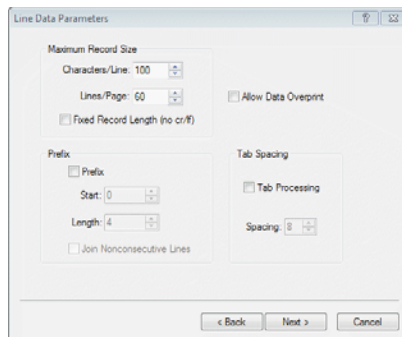 Line Data Parameters
Maximum Record Size
Characters/Line: 100
Lines/Page: 60
Fixed Record Length (no cr/lf)
Allow Data Overprint
Prefix
Prefix
Start: 0
Length: 4
Join Nonconsecutive Lines
Tab Spacing
Tab Processing
Spacing: 8
< Back
Next >
Cancel